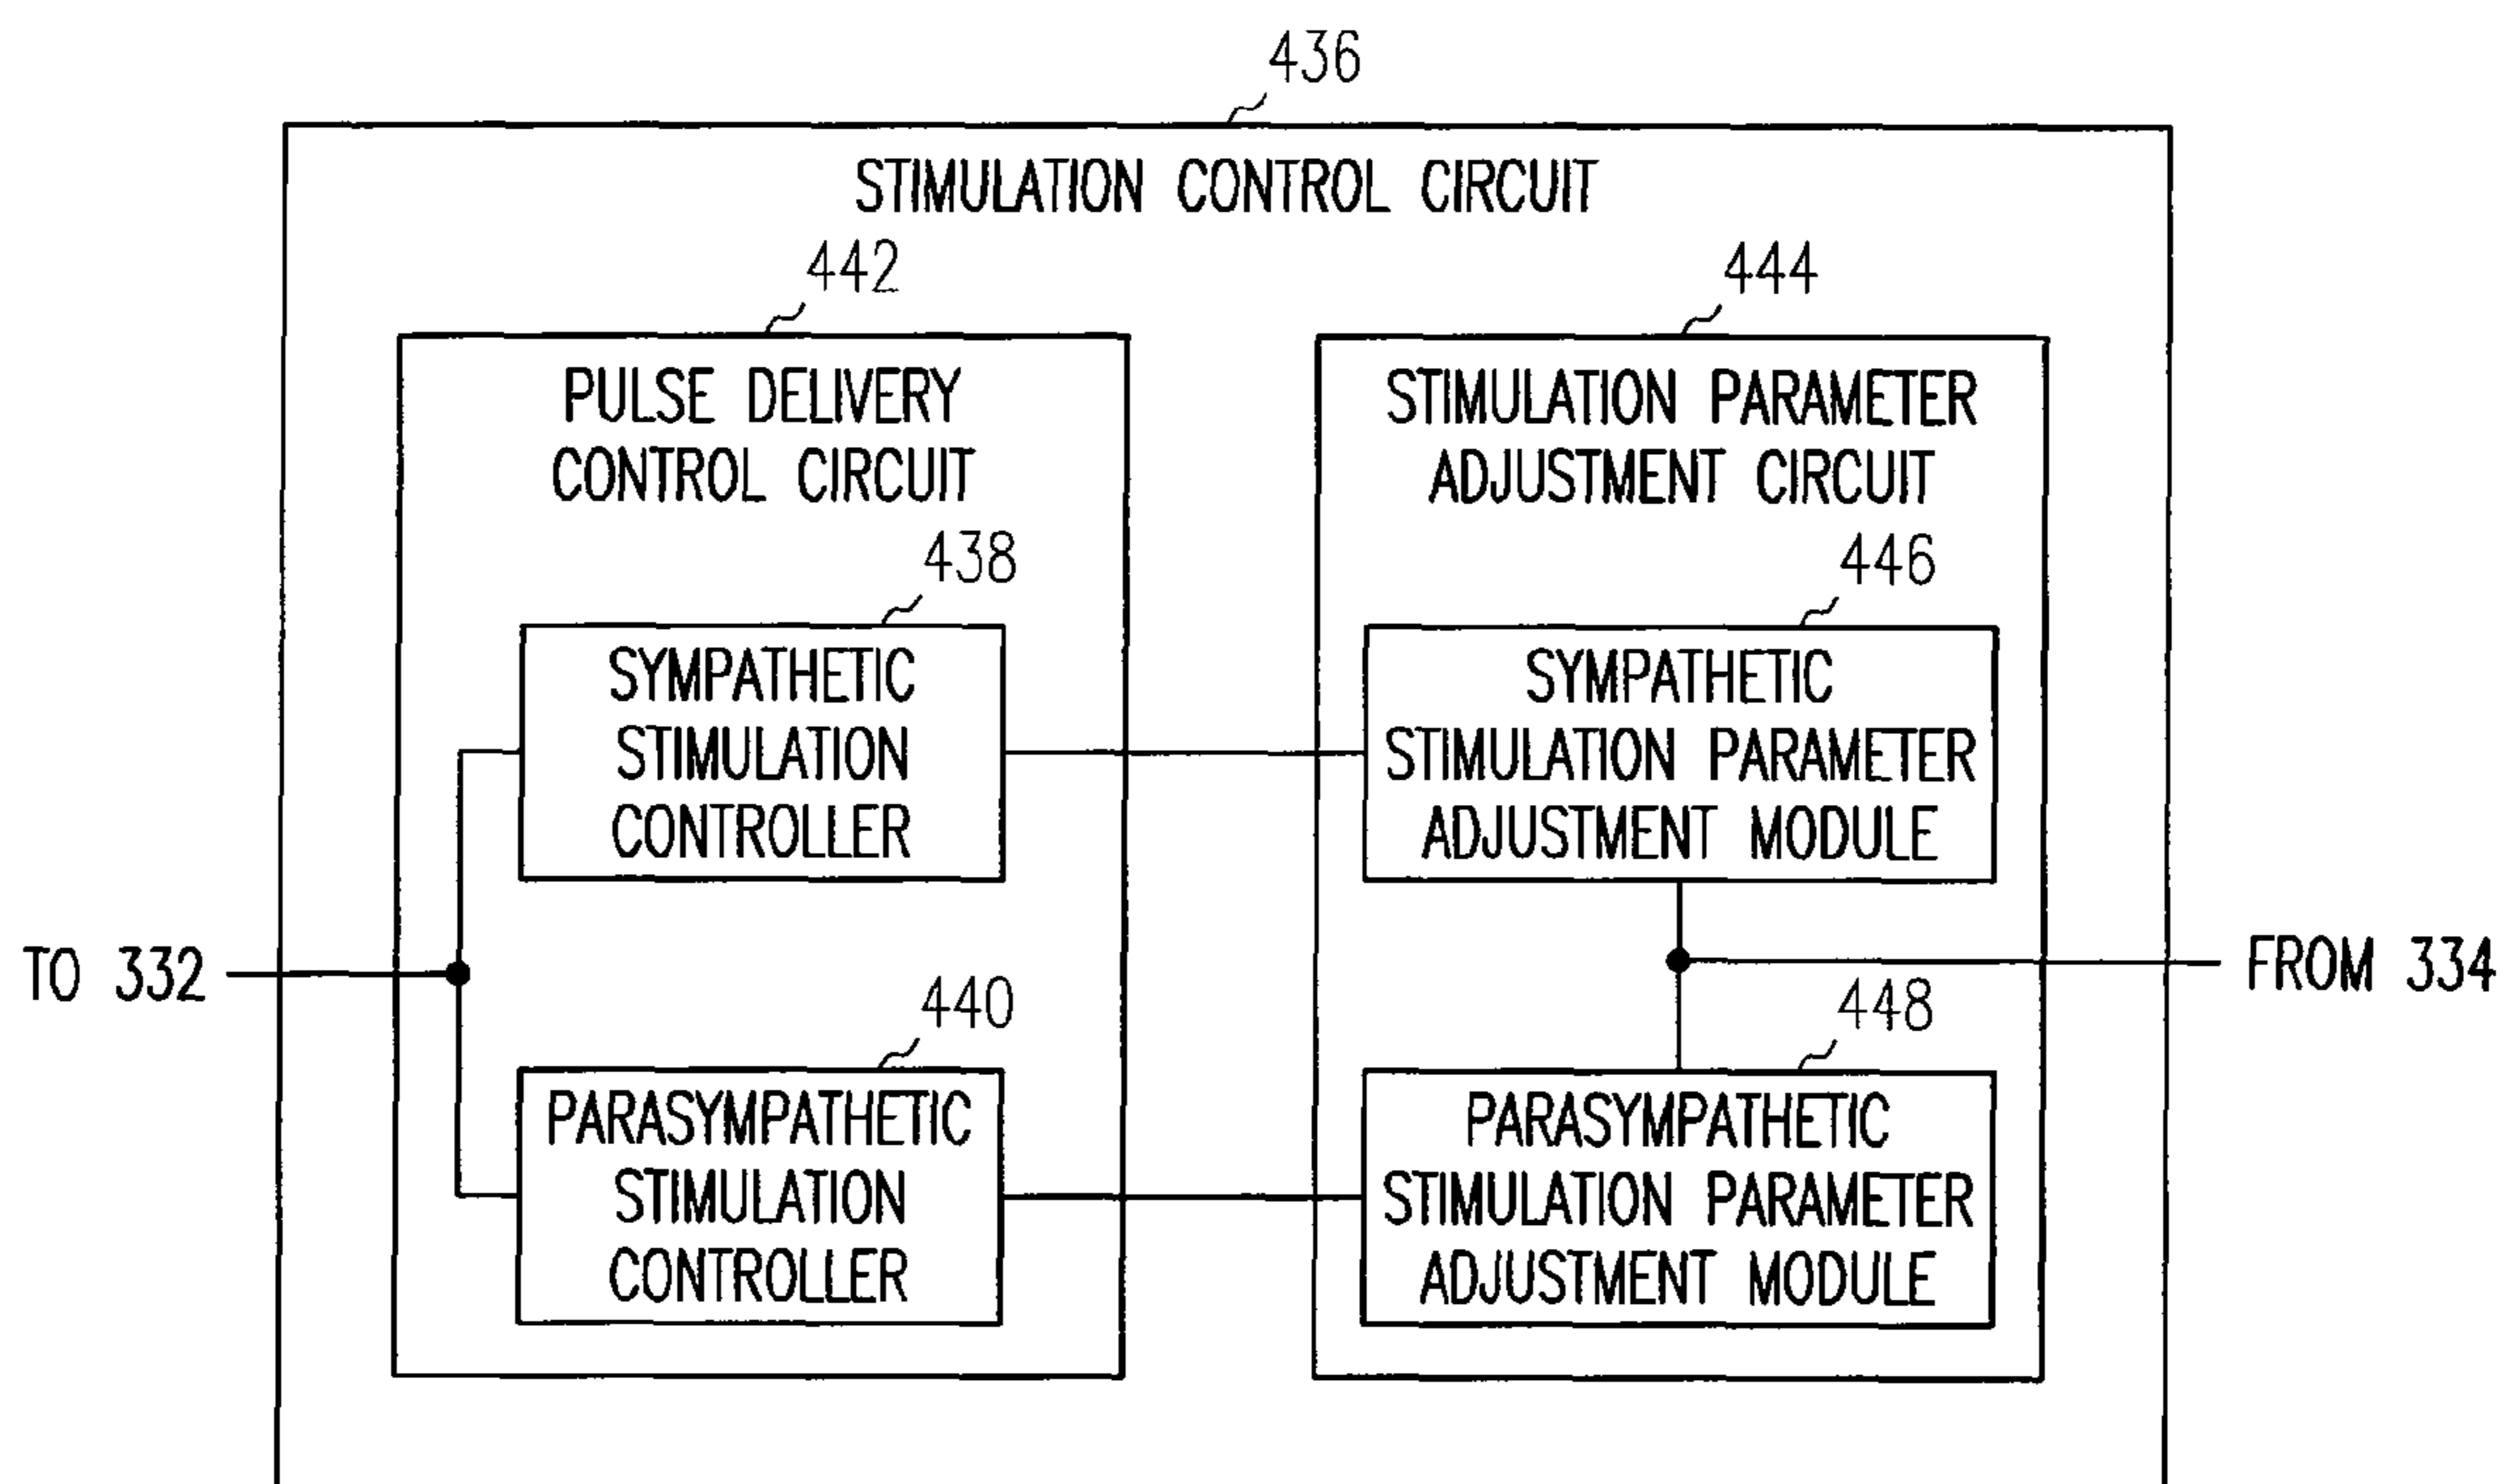 436
STIMULATION CONTROL CIRCUIT
442
PULSE DELIVERY
CONTROL CIRCUIT
438
SYMPATHETIC
STIMULATION
CONTROLLER
TO 332
440
PARASYMPATHETIC
STIMULATION
CONTROLLER
444
STIMULATION PARAMETER
ADJUSTMENT CIRCUIT
446
SYMPATHETIC
STIMULATION PARAMETER
ADJUSTMENT MODULE
FROM 334
448
PARASYMPATHETIC
STIMULATION PARAMETER
ADJUSTMENT MODULE